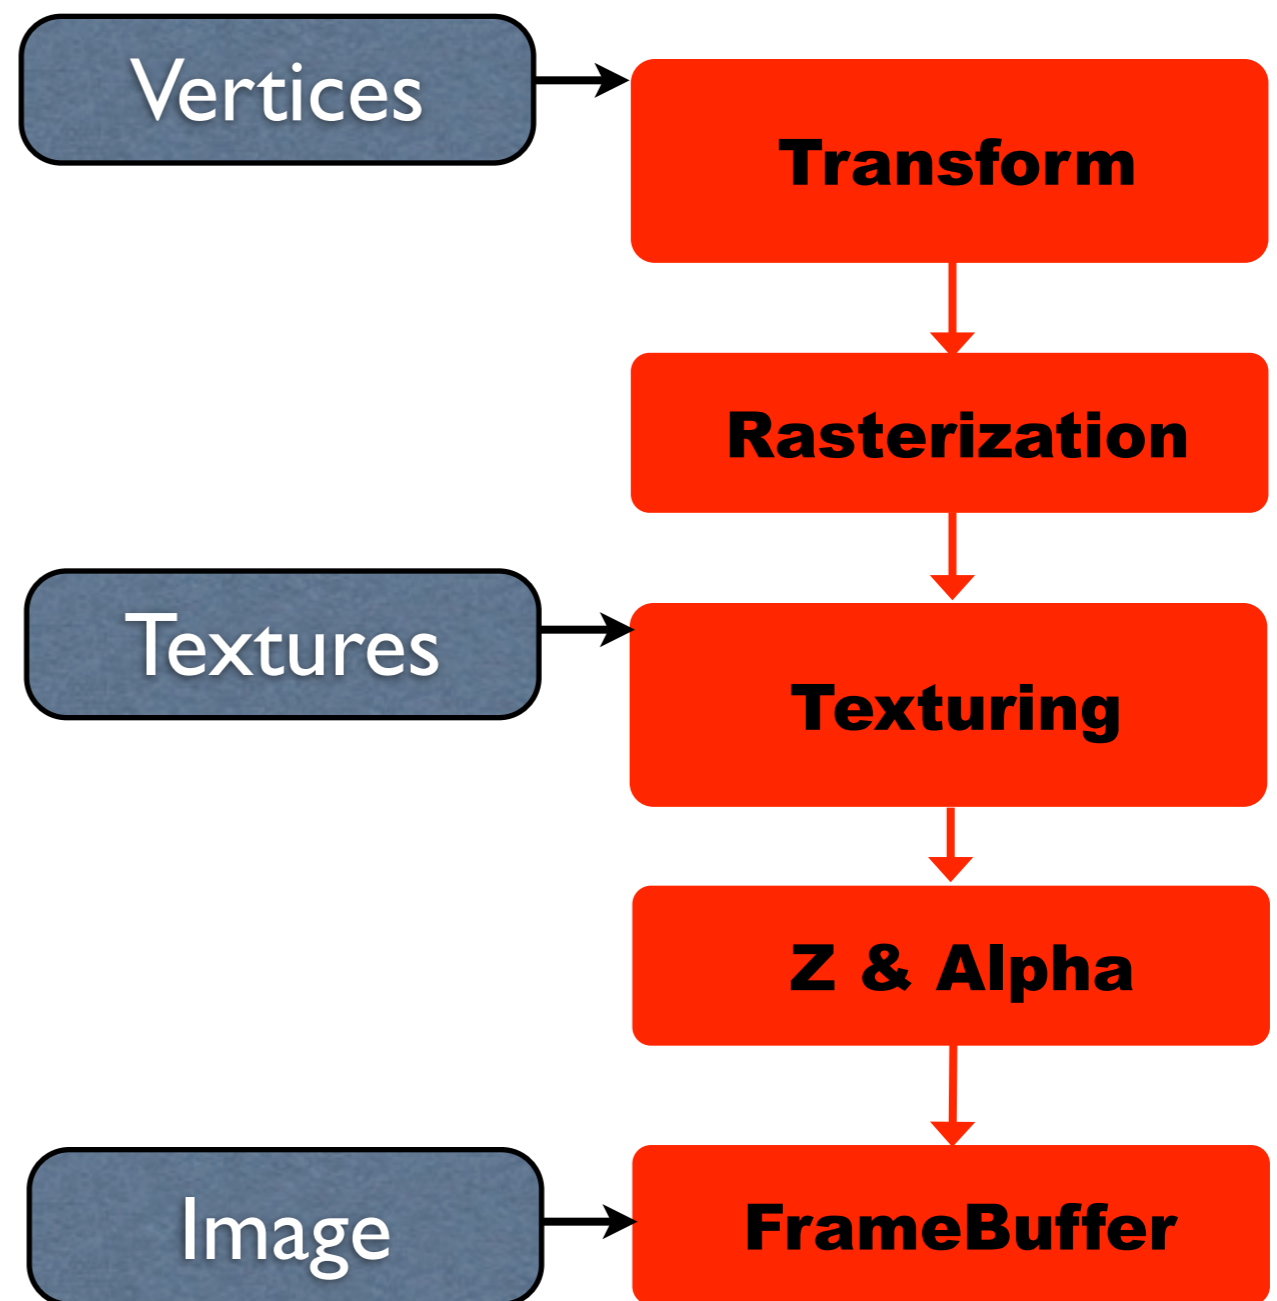 Vertices
Transform
Rasterization
Textures
Texturing
Z & Alpha
Image
FrameBuffer